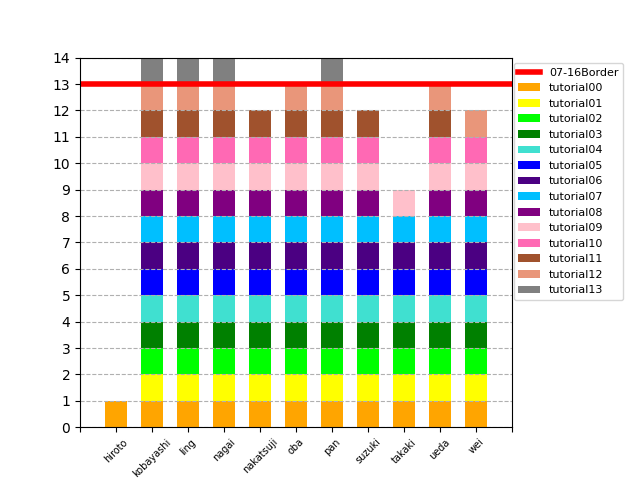 14
13
12
11
10
9
8
7
6
5
4
3
2
1
0
hiroto
kobayashi
ling
nagai
nakatsuji
oba
pan
suzuki
takaki
ueda
wei
07-16Border
tutorial00
tutorial01
tutorial02
tutorial03
tutorial04
tutorial05
tutorial06
tutorial07
tutorial08
tutorial09
tutorial10
tutorial11
tutorial12
tutorial13